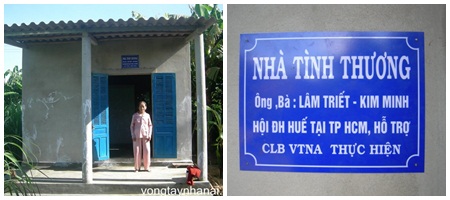 NHÀ TÌNH THƯƠNG
Ông ,Bà : LÂM TRIẾT - KIM MINH
HỘI ĐH HUẾ TẠI TP HCM, HỖ TRỢ
CLB VTNA THỰC HIỆN
vongtaynhanai.